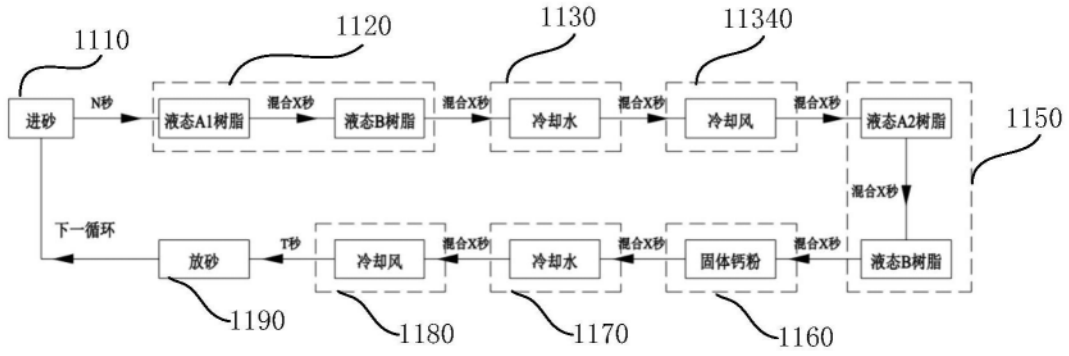 1110
1120
1130
11340
进砂
N秒
液态A1树脂
混合X秒
液态B树脂
混合X秒
冷却水
混合X秒
冷却风
混合X秒
液态A2树脂
1150
混合X秒
液态B树脂
混合X秒
固体钙粉
混合X秒
冷却水
混合X秒
冷却风
T秒
放砂
下一循环
1190
1180
1170
1160